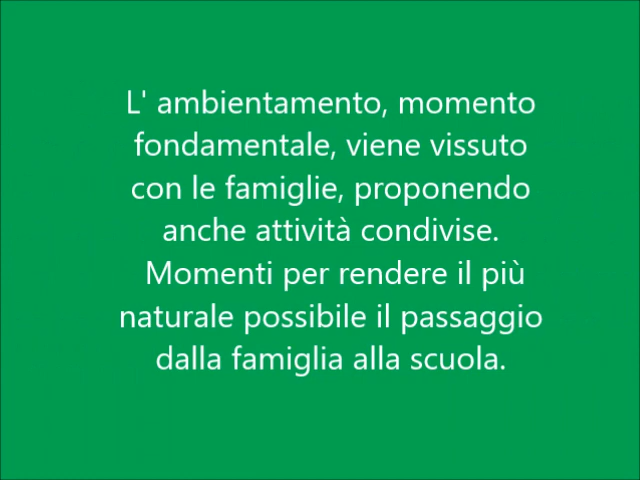 L' ambientamento, momento
fondamentale, viene vissuto
con le famiglie, proponendo
anche attività condivise.
Momenti per rendere il più
naturale possibile il passaggio
dalla famiglia alla scuola.